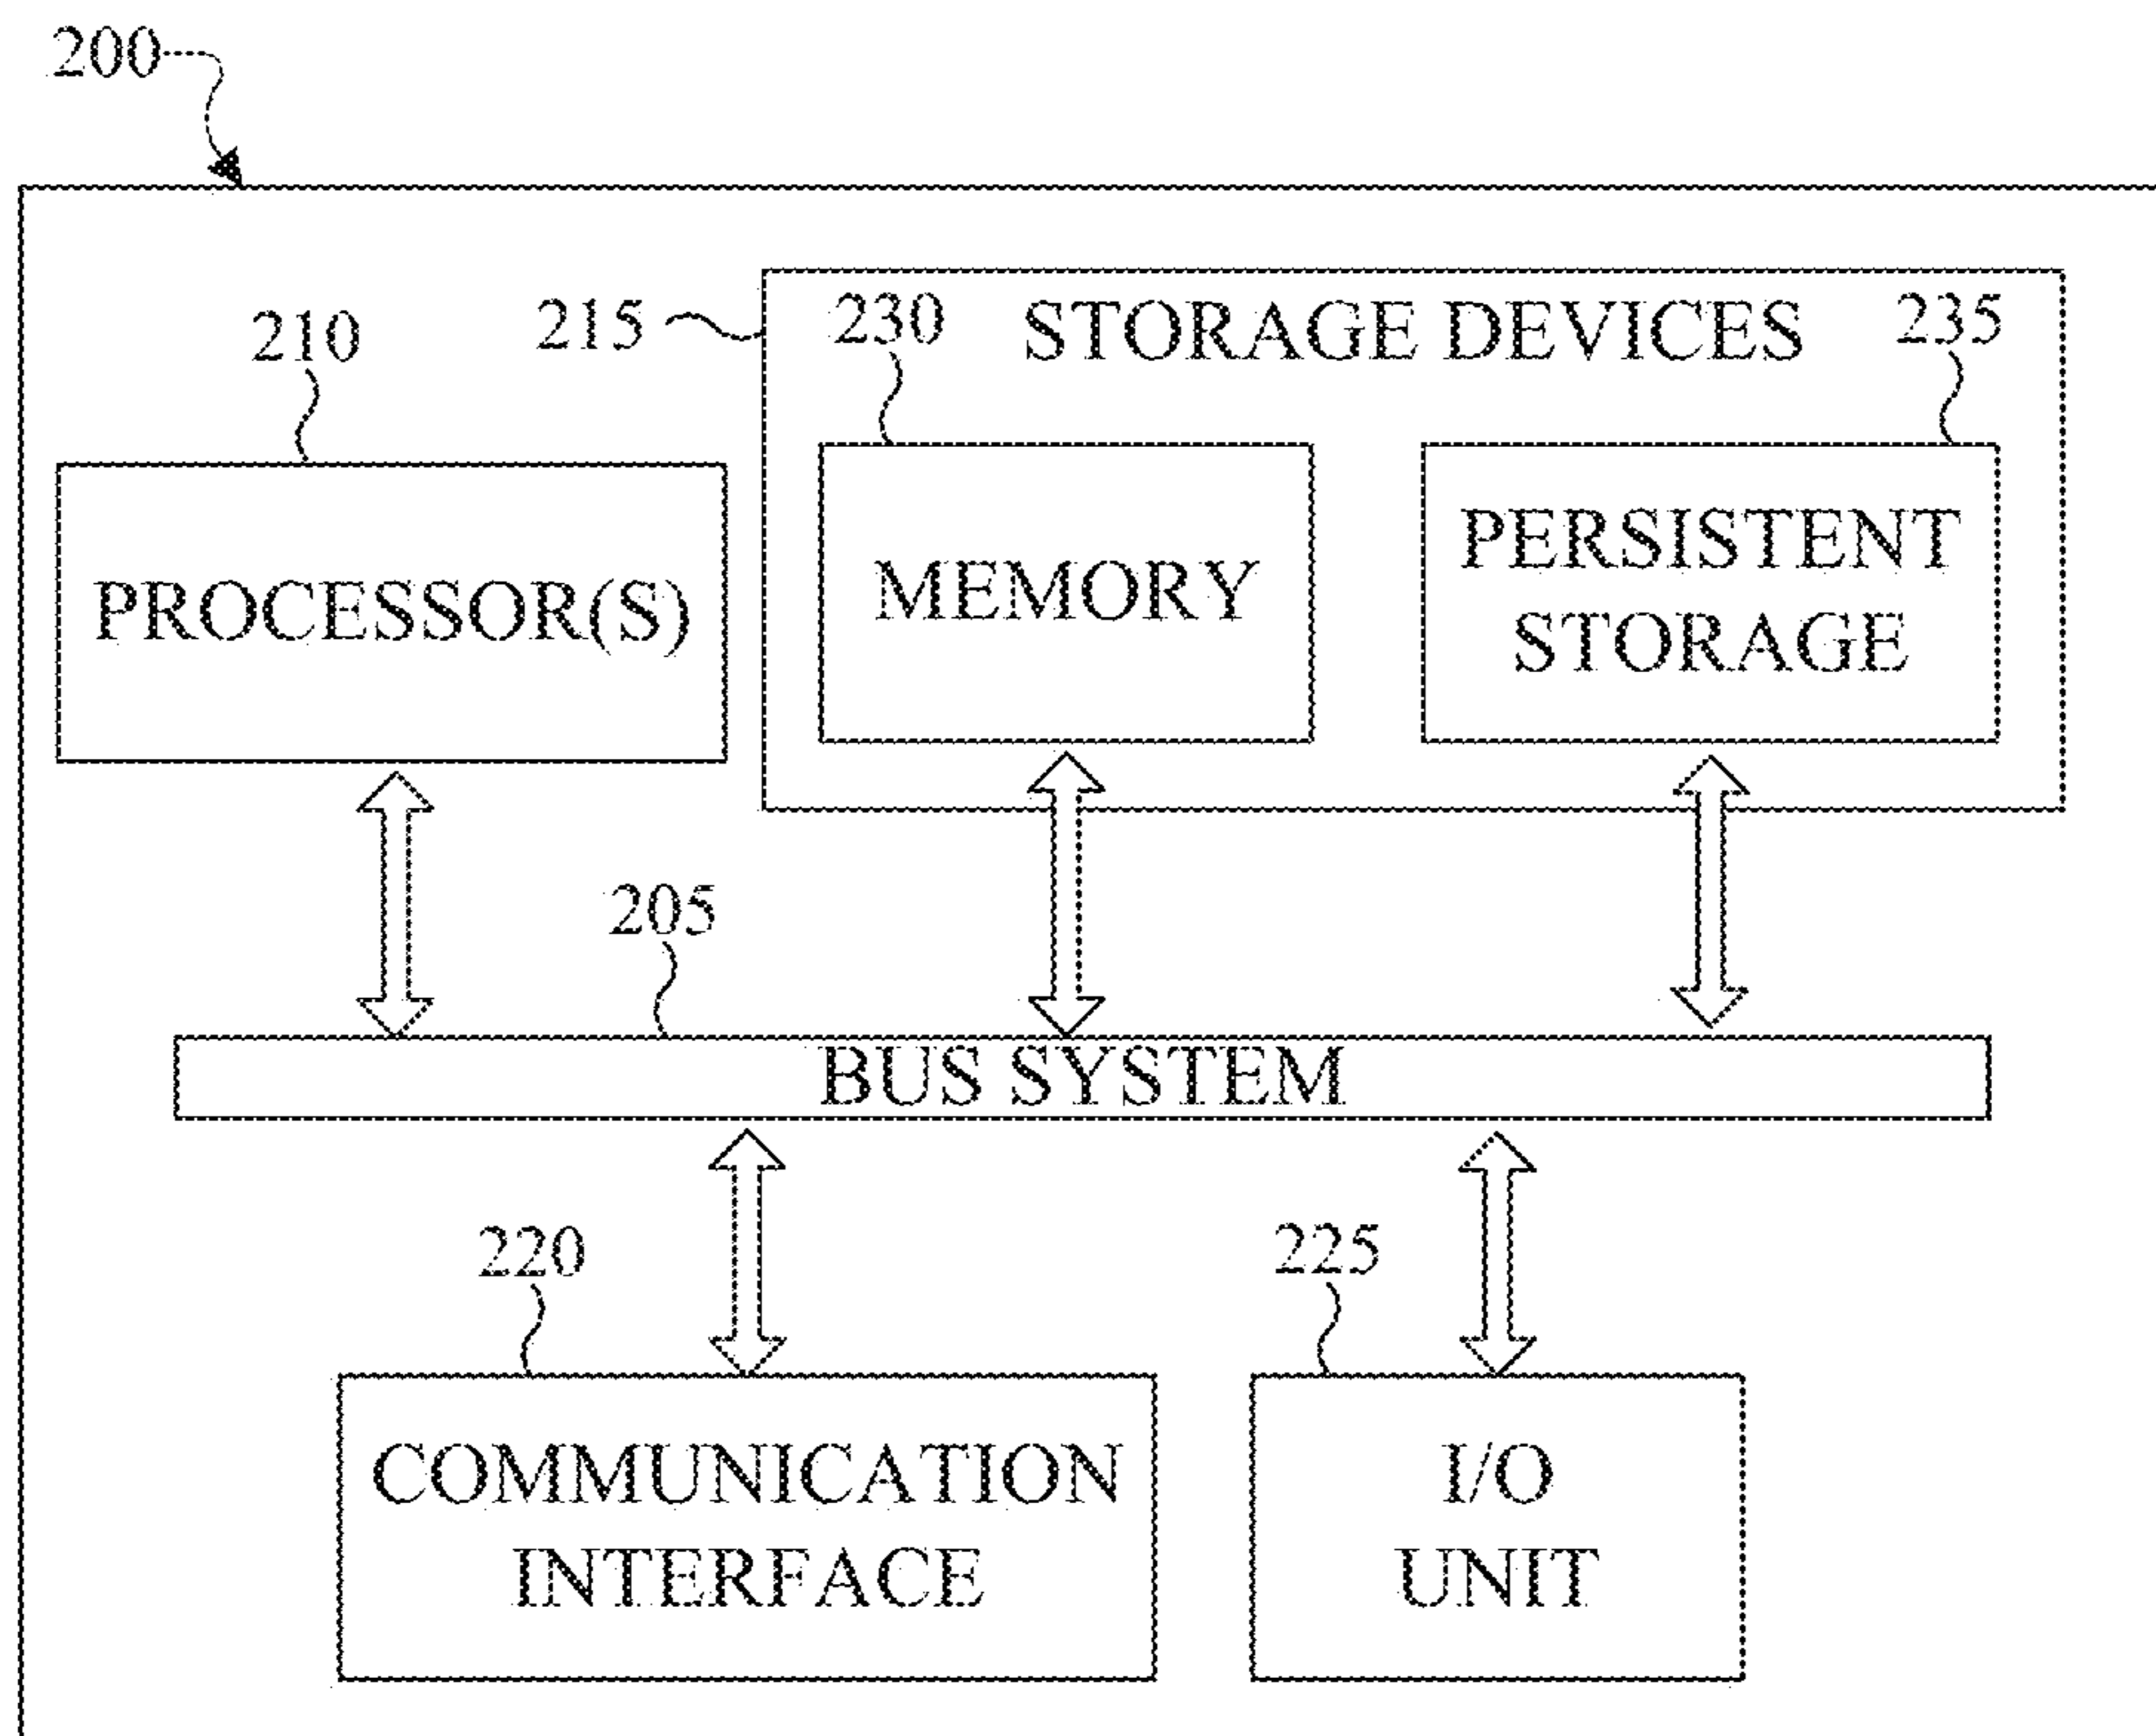 200
215
230
STORAGE DEVICES
235
210
PROCESSOR(S)
MEMORY
PERSISTENT
STORAGE
205
BUS SYSTEM
220
225
COMMUNICATION
INTERFACE
I/O
UNIT